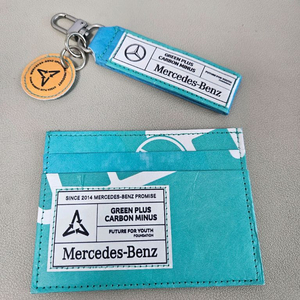 GREEN PLUS
CARBON MINUS
Mercedes-Benz
SINCE 2014 MERCEDES-BENZ PROMISE
GREEN PLUS
CARBON MINUS
FUTURE FOR YOUTH
FOUNDATION
Mercedes-Benz